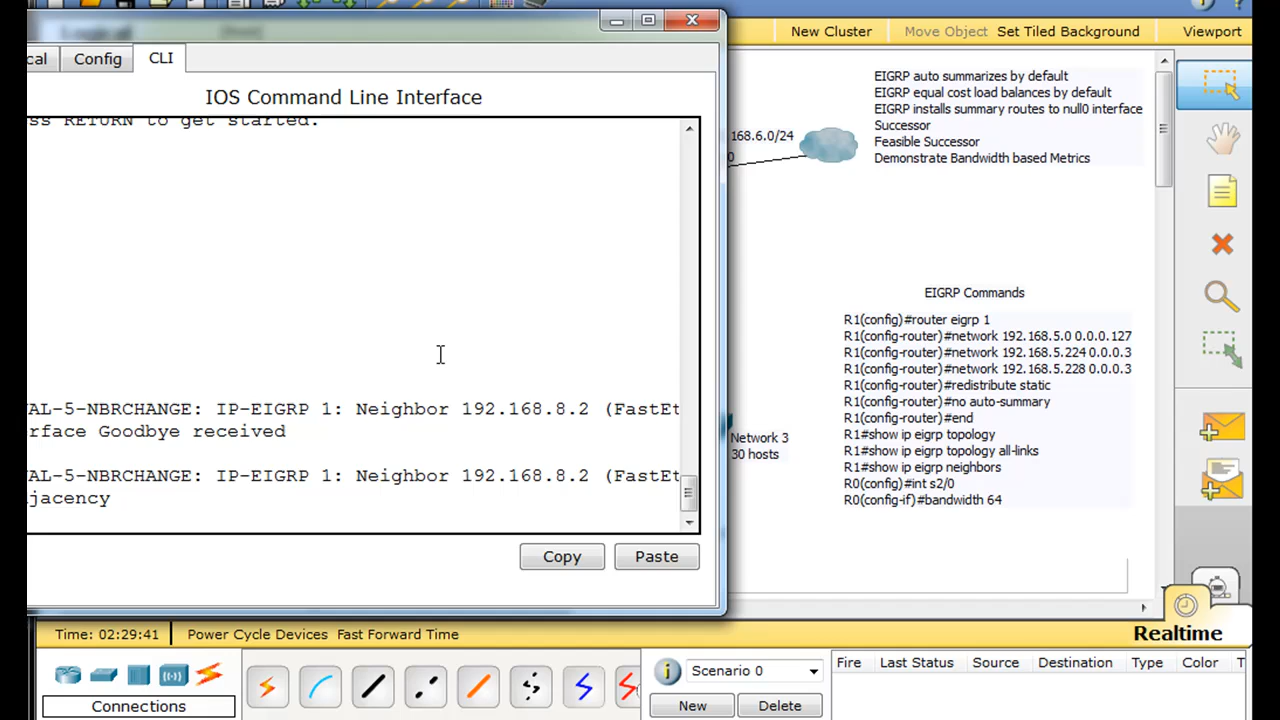 New Cluster
Move Object
Set Tiled Background
Viewport
cal
Config
CLI
IOS Command Line Interface
ss RETURN to get started.
VAL-5-NBRCHANGE: IP-EIGRP 1: Neighbor 192.168.8.2 (FastEt
rface Goodbye received
VAL-5-NBRCHANGE: IP-EIGRP 1: Neighbor 192.168.8.2 (FastEt
jacency
Copy
Paste
168.6.0/24
0
EIGRP auto summarizes by default
EIGRP equal cost load balances by default
EIGRP installs summary routes to null0 interface
Successor
Feasible Successor
Demonstrate Bandwidth based Metrics
Network 3
30 hosts
EIGRP Commands
R1(config)#router eigrp 1
R1(config-router)#network 192.168.5.0 0.0.0.127
R1(config-router)#network 192.168.5.224 0.0.0.3
R1(config-router)#network 192.168.5.228 0.0.0.3
R1(config-router)#redistribute static
R1(config-router)#no auto-summary
R1(config-router)#end
R1#show ip eigrp topology
R1#show ip eigrp topology all-links
R1#show ip eigrp neighbors
R0(config)#int s2/0
R0(config-if)#bandwidth 64
Time: 02:29:41
Power Cycle Devices Fast Forward Time
Realtime
Connections
Scenario 0
New
Delete
Fire
Last Status
Source
Destination
Type
Color
T